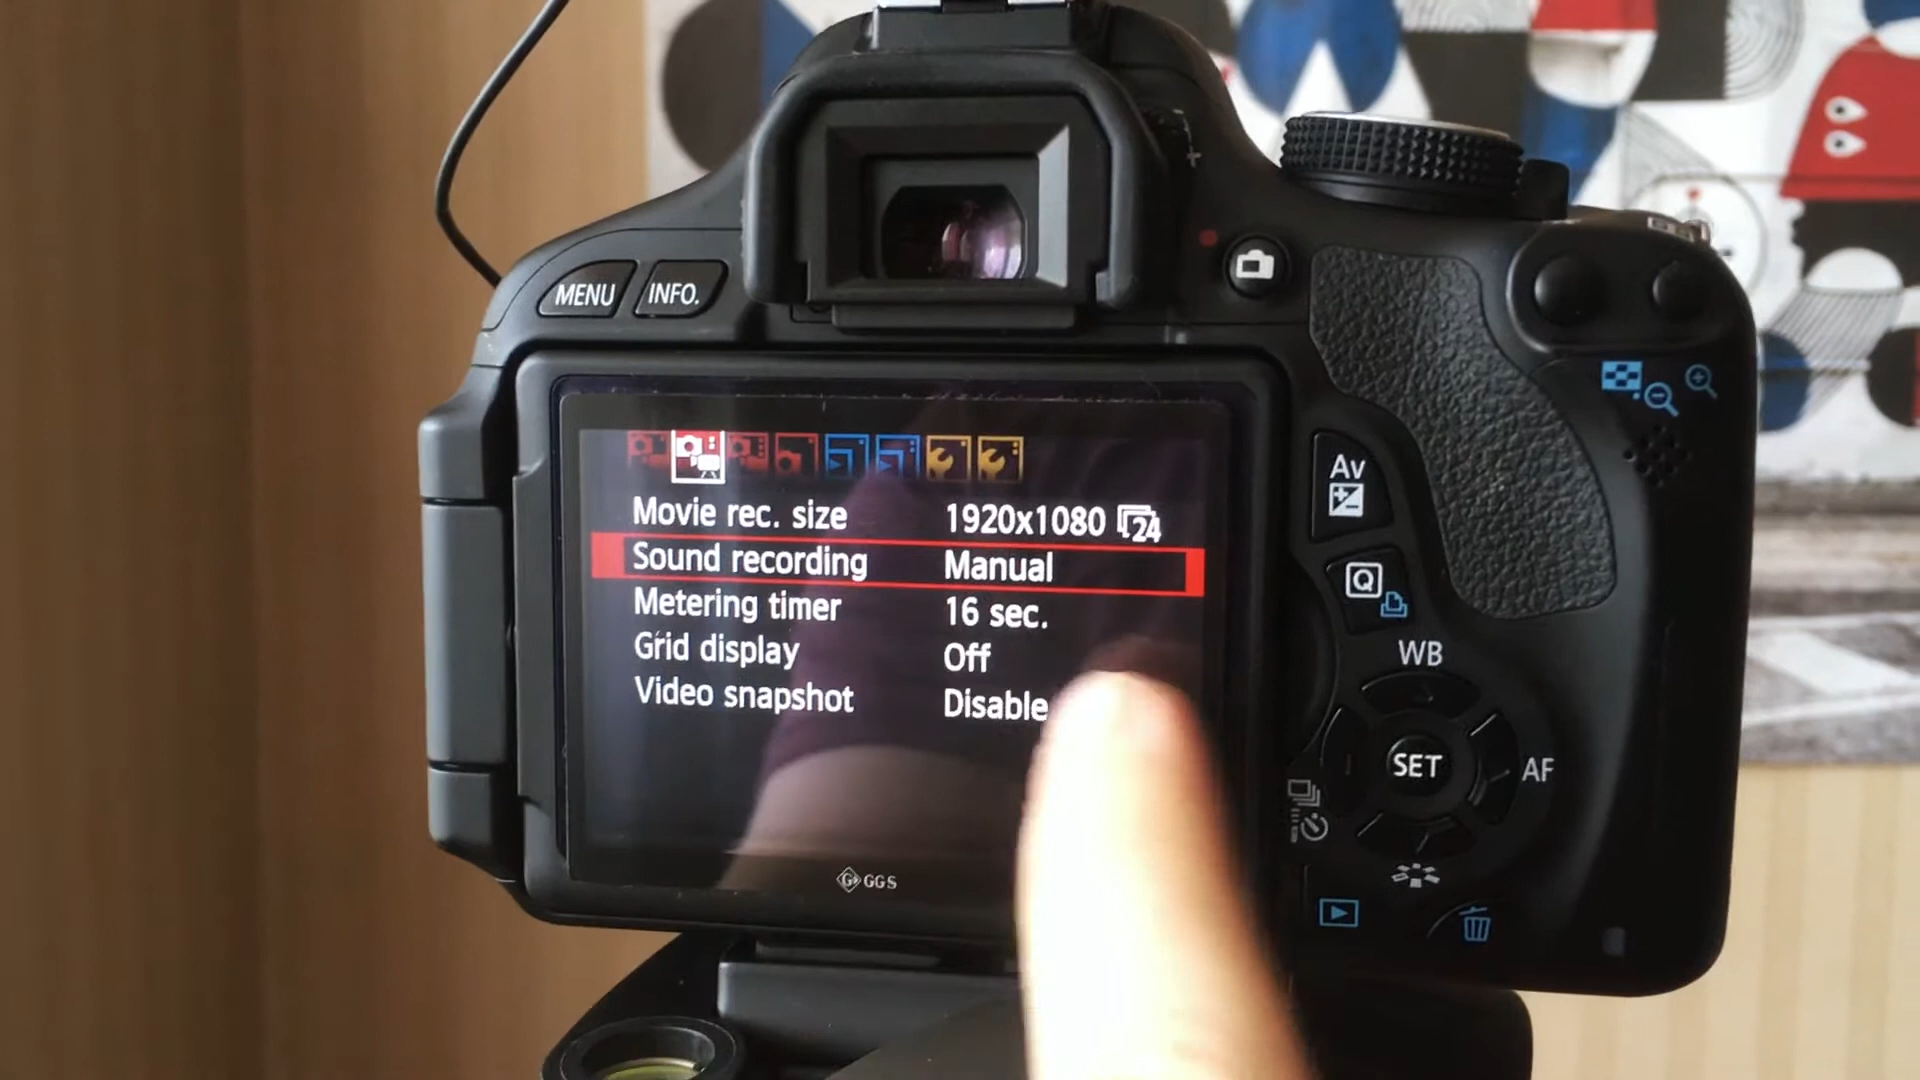 MENU INFO.
Movie rec. size 1920x1080 24
Sound recording Manual
Metering timer 16 sec.
Grid display Off
Video snapshot Disable
GGS
Av
Q
WB
SET
AF